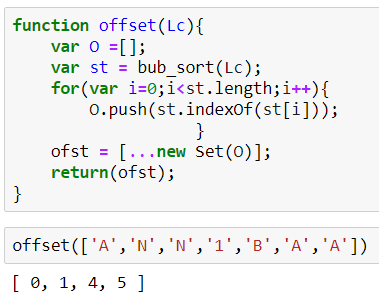 function offset(Lc){
    var O =[];
    var st = bub_sort(Lc);
    for(var i=0;i<st.length;i++){
        O.push(st.indexOf(st[i]));
                 }
    ofst = [...new Set(O)];
    return(ofst);
}
offset(['A','N','N','1','B','A','A'])
[ 0, 1, 4, 5 ]